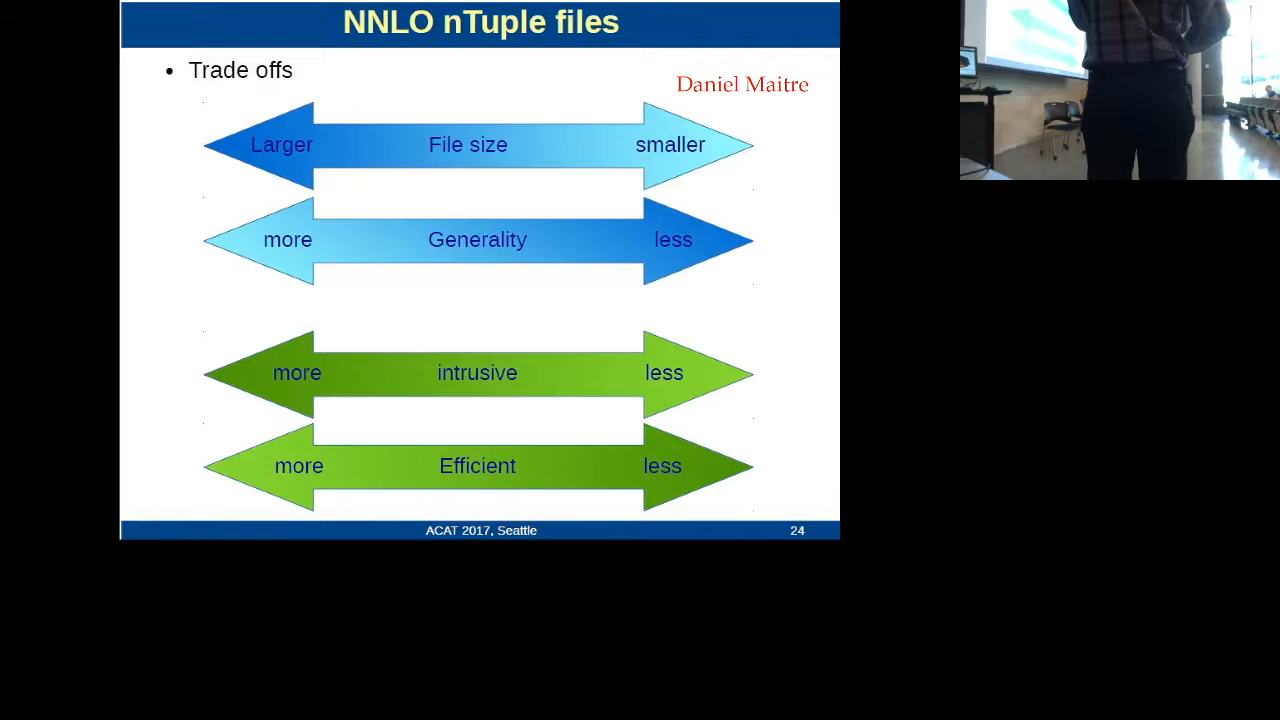 NNLO nTuple files
• Trade offs
Daniel Maitre
Larger File size smaller
more Generality less
more intrusive less
more Efficient less
ACAT 2017, Seattle 24